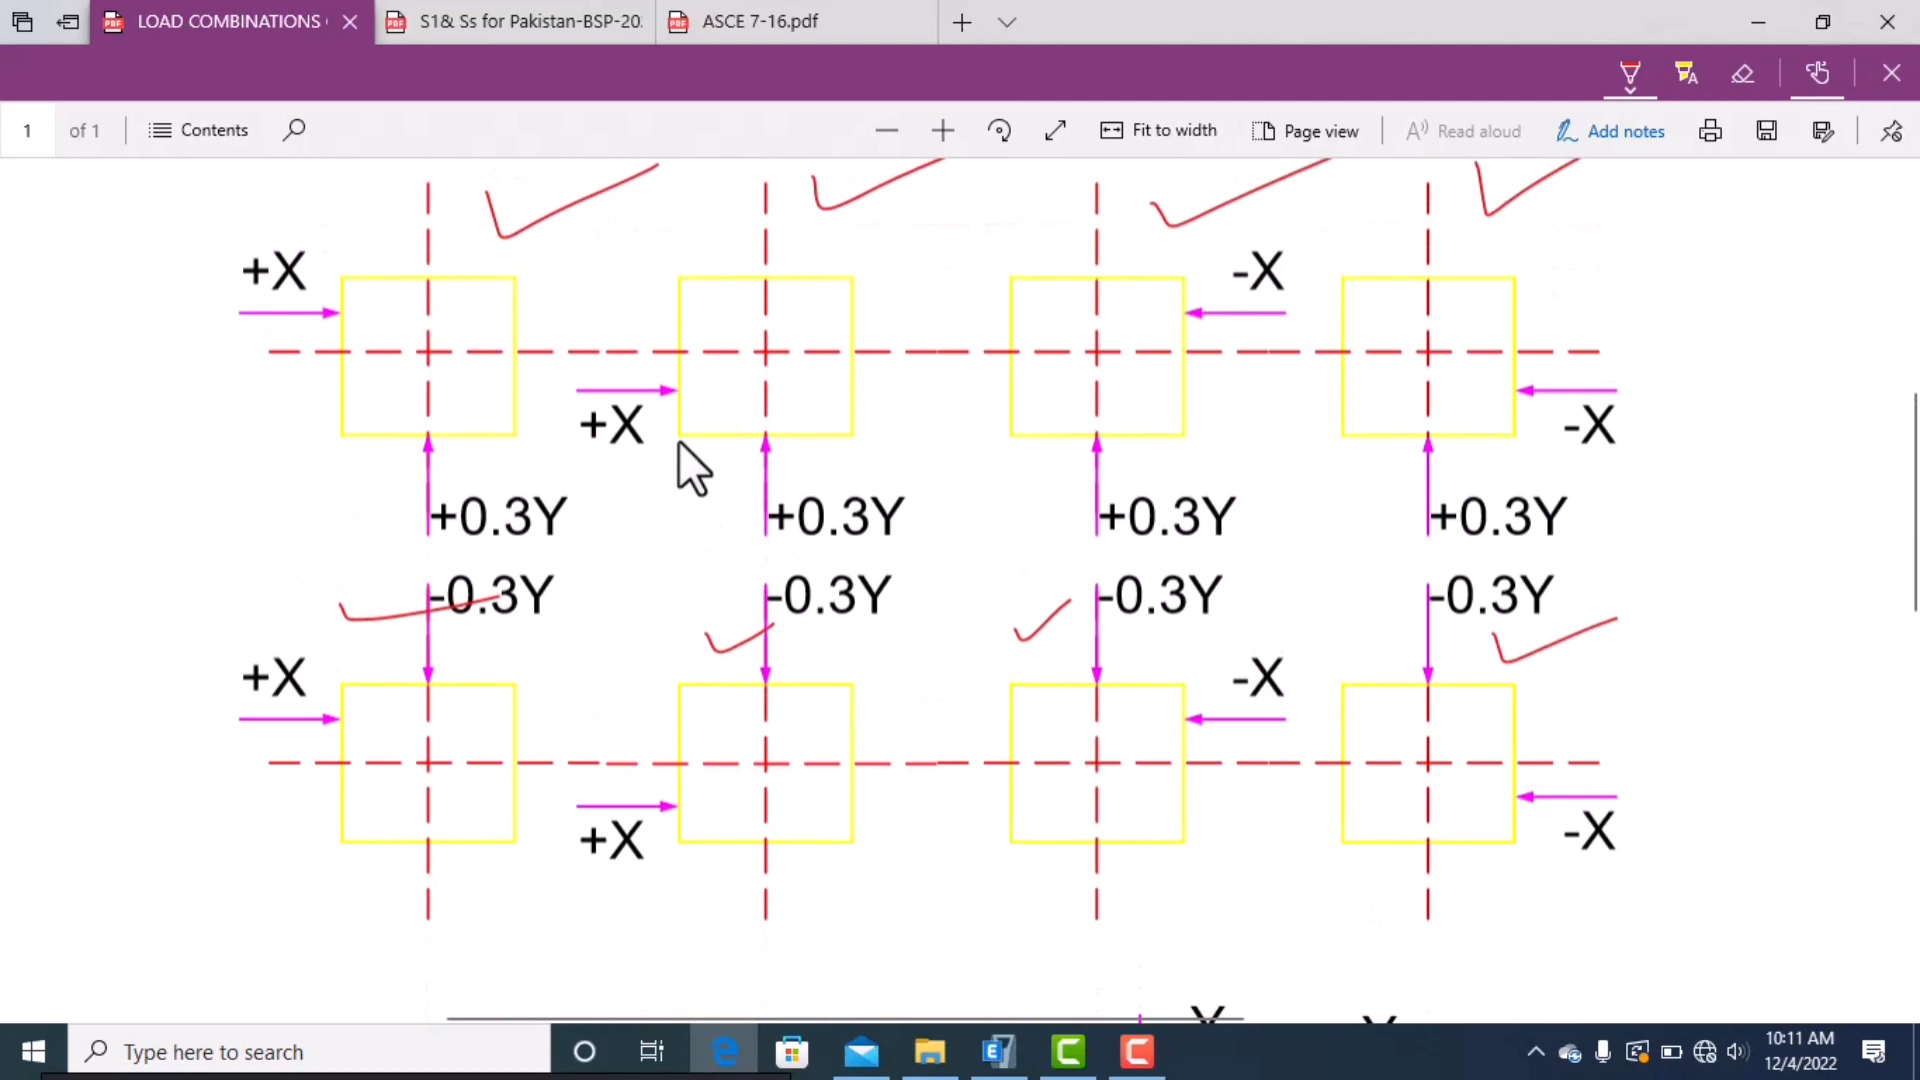 LOAD COMBINATIONS
S1& Ss for Pakistan-BSP-20
ASCE 7-16.pdf
1 of 1
Contents
Fit to width
Page view
Read aloud
Add notes
+X
-X
+X
-X
+0.3Y
+0.3Y
+0.3Y
+0.3Y
-0.3Y
-0.3Y
-0.3Y
-0.3Y
+X
-X
+X
-X
Type here to search
10:11 AM
12/4/2022